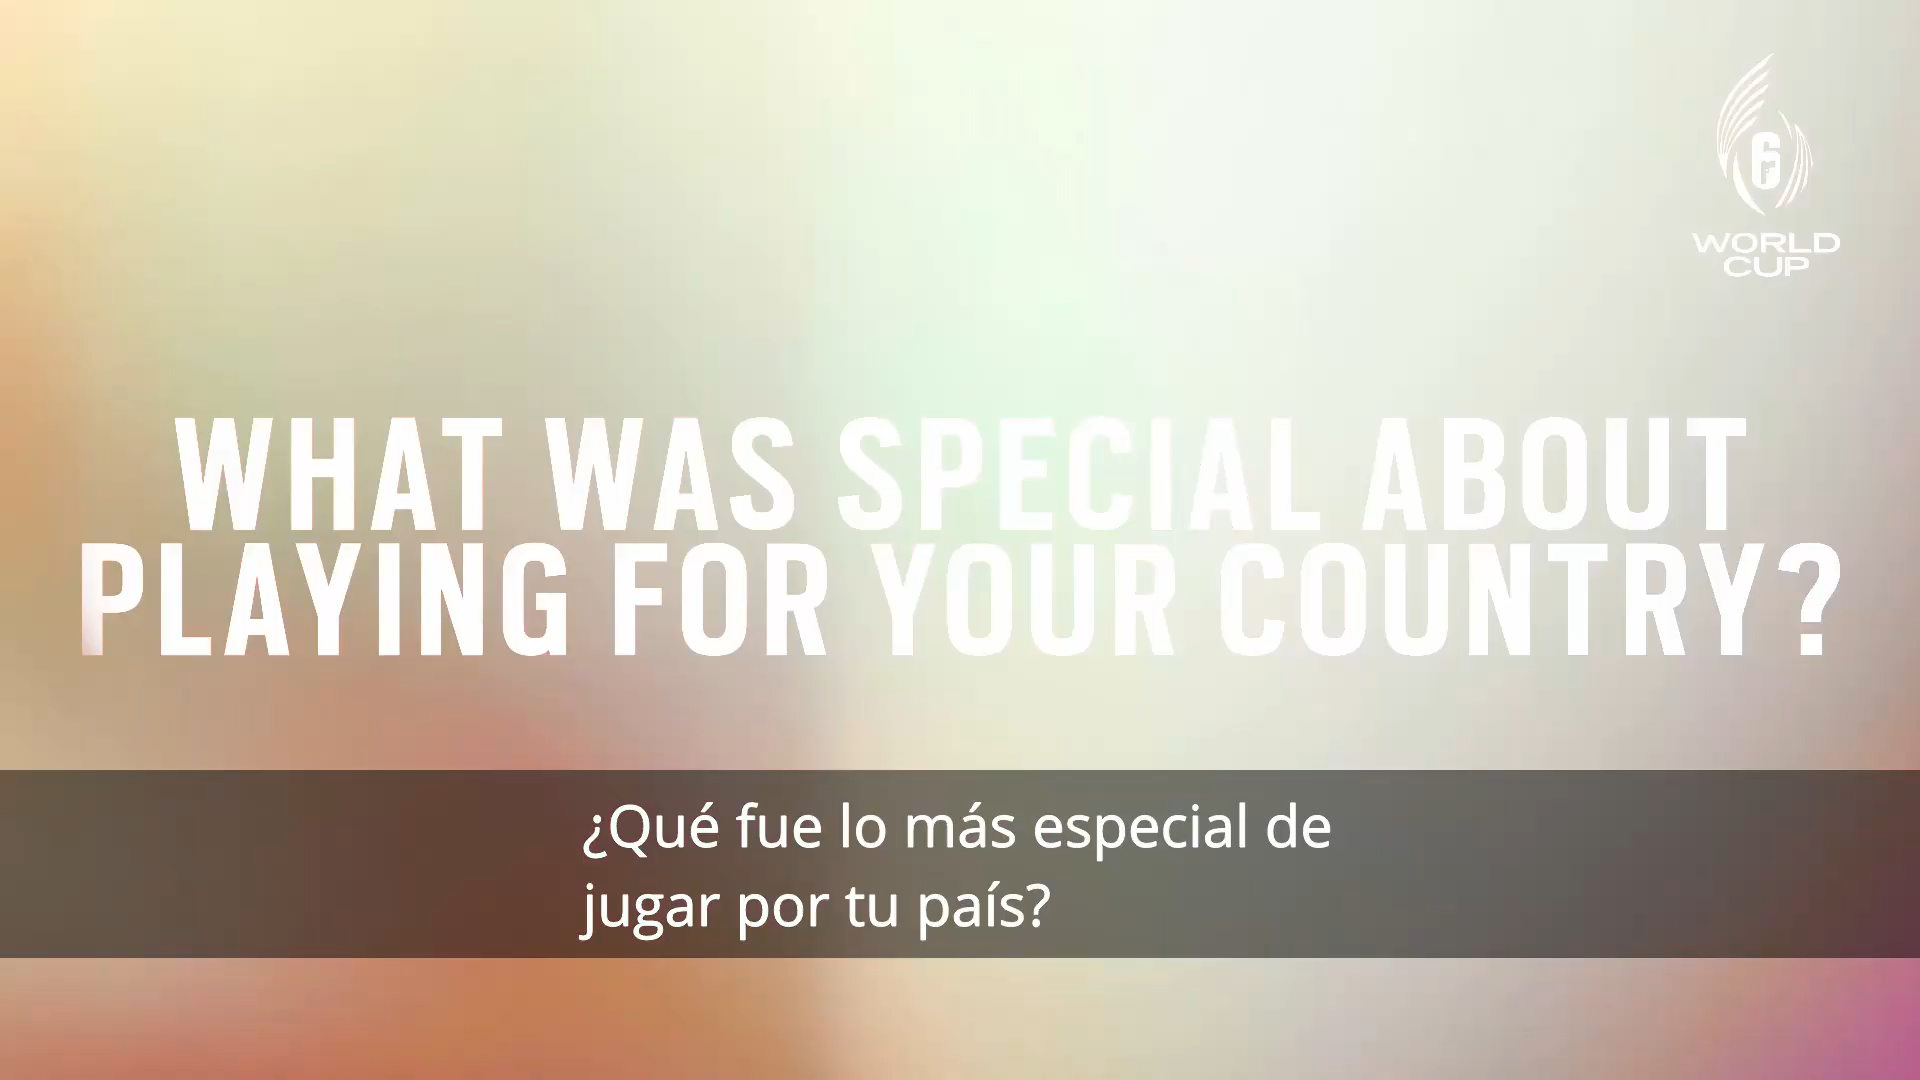 6
WORLD
CUP
WHAT WAS SPECIAL ABOUT
PLAYING FOR YOUR COUNTRY?
¿Qué fue lo más especial de
jugar por tu país?